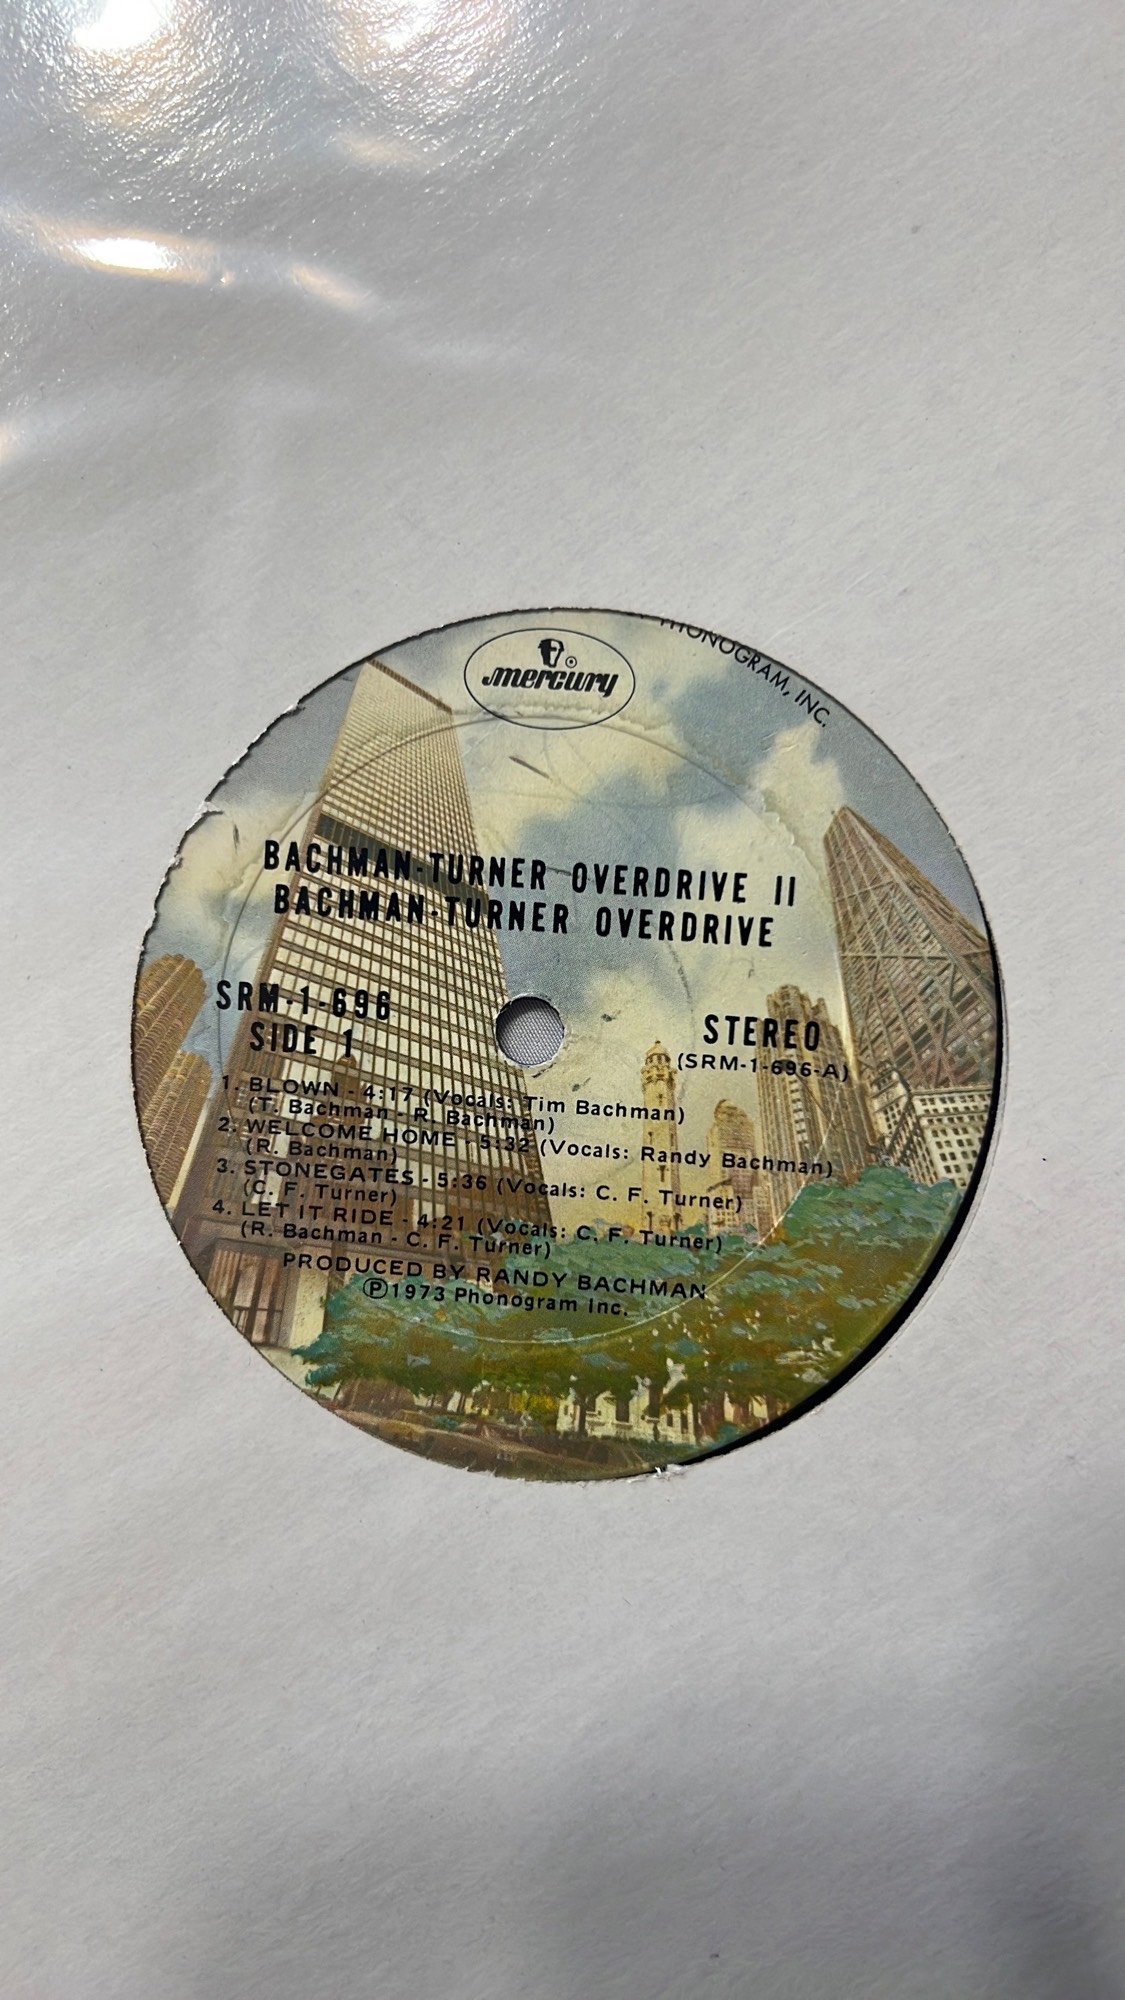 mercury
PHONOGRAM, INC.
BACHMAN-TURNER OVERDRIVE II
BACHMAN-TURNER OVERDRIVE
SRM-1-696
SIDE 1
STEREO
(SRM-1-696-A)
1. BLOWN - 4:17 (Vocals: Tim Bachman)
(T. Bachman - R. Bachman)
2. WELCOME HOME - 5:32 (Vocals: Randy Bachman)
(R. Bachman)
3. STONEGATES - 5:36 (Vocals: C. F. Turner)
(C. F. Turner)
4. LET IT RIDE - 4:21 (Vocals: C. F. Turner)
(R. Bachman - C. F. Turner)
PRODUCED BY RANDY BACHMAN
Ⓟ1973 Phonogram Inc.